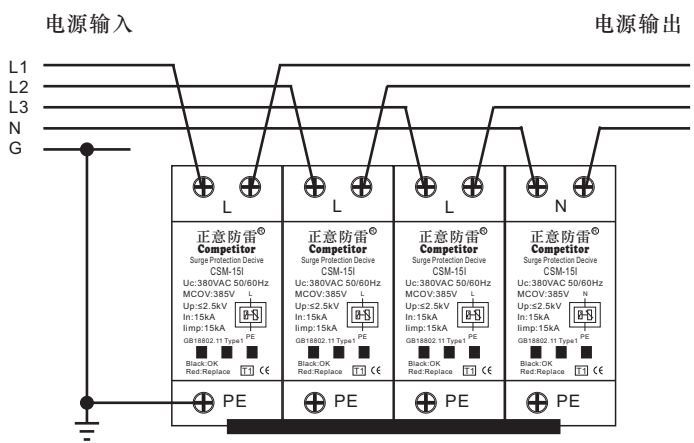 电源输入
电源输出
L1
L2
L3
N
G
L
正意防雷®
Competitor
Surge Protection Decive
CSM-15I
Uc:380VAC 50/60Hz
MCOV:385V
L
Up:≤2.5kV
In:15kA
Iimp:15kA
PE
GB18802.11 Type1
Black:OK
Red:Replace
T1 CE
PE
L
正意防雷®
Competitor
Surge Protection Decive
CSM-15I
Uc:380VAC 50/60Hz
MCOV:385V
L
Up:≤2.5kV
In:15kA
Iimp:15kA
PE
GB18802.11 Type1
Black:OK
Red:Replace
T1 CE
PE
L
正意防雷®
Competitor
Surge Protection Decive
CSM-15I
Uc:380VAC 50/60Hz
MCOV:385V
L
Up:≤2.5kV
In:15kA
Iimp:15kA
PE
GB18802.11 Type1
Black:OK
Red:Replace
T1 CE
PE
N
正意防雷®
Competitor
Surge Protection Decive
CSM-15I
Uc:380VAC 50/60Hz
MCOV:385V
N
Up:≤2.5kV
In:15kA
Iimp:15kA
PE
GB18802.11 Type1
Black:OK
Red:Replace
T1 CE
PE